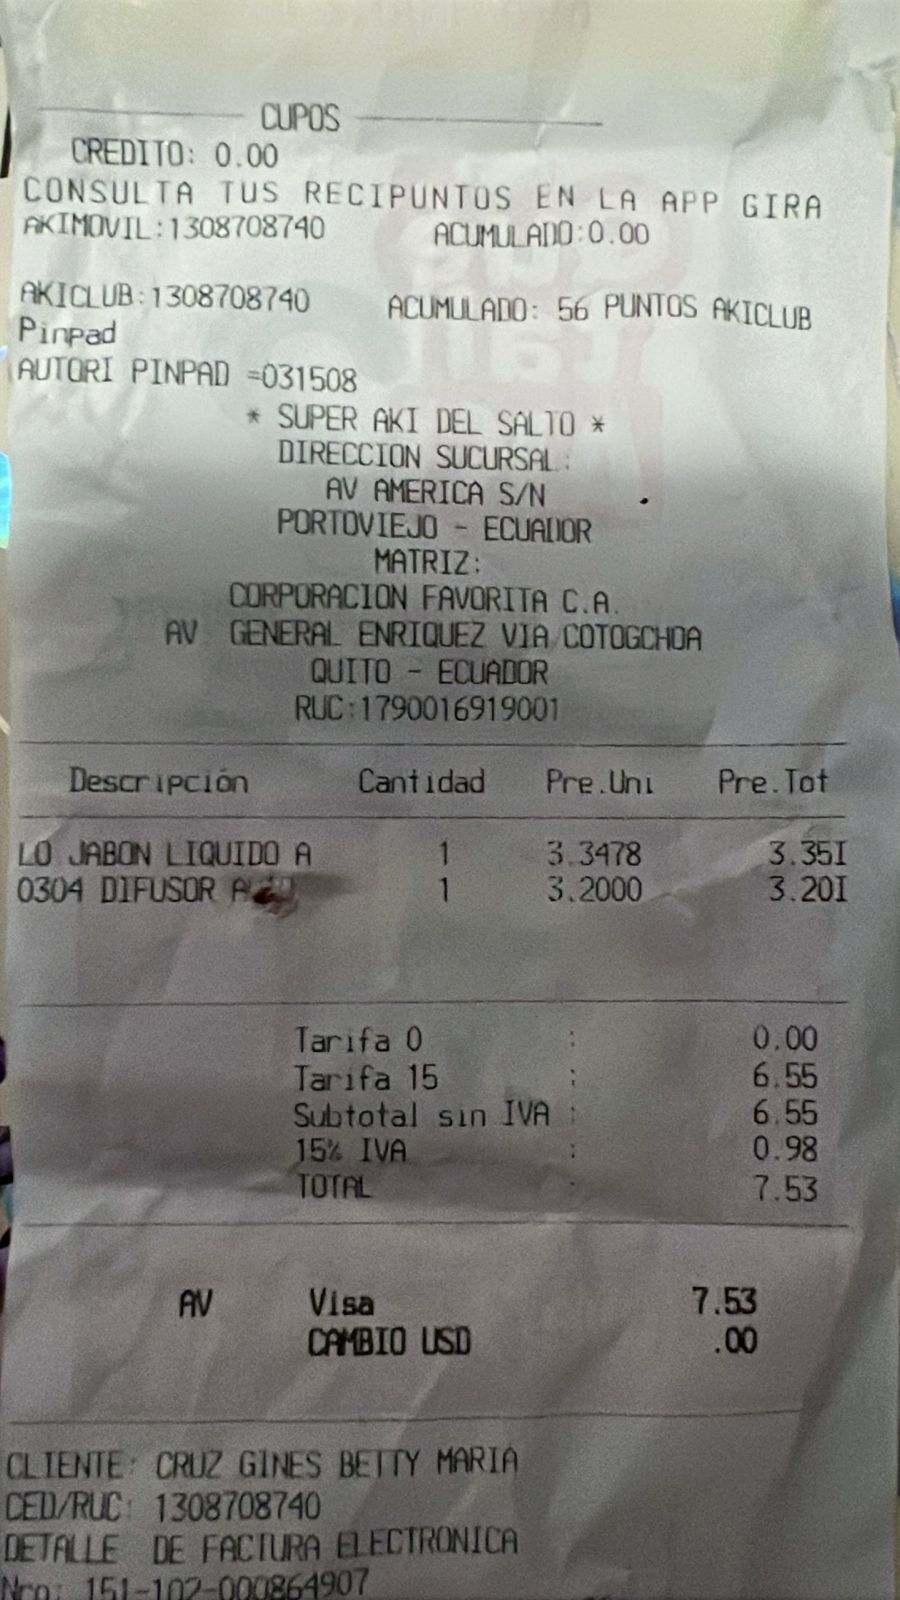 CUPOS
CREDITO: 0.00
CONSULTA TUS RECIPUNTOS EN LA APP GIRA
AKIMOVIL:1308708740 ACUMULADO:0.00
AKICLUB:1308708740 ACUMULADO: 56 PUNTOS AKICLUB
Pinpad
AUTORI PINPAD =031508
* SUPER AKI DEL SALTO *
DIRECCION SUCURSAL:
AV AMERICA S/N
PORTOVIEJO - ECUADOR
MATRIZ:
CORPORACION FAVORITA C.A.
AV GENERAL ENRIQUEZ VIA COTOGCHOA
QUITO - ECUADOR
RUC:1790016919001
Descripción Cantidad Pre.Uni Pre.Tot
LO JABON LIQUIDO A 1 3.3478 3.35I
0304 DIFUSOR 1 3.2000 3.20I
Tarifa 0 : 0.00
Tarifa 15 : 6.55
Subtotal sin IVA : 6.55
15% IVA : 0.98
TOTAL : 7.53
AV Visa 7.53
CAMBIO USD .00
CLIENTE: CRUZ GINES BETTY MARIA
CED/RUC: 1308708740
DETALLE DE FACTURA ELECTRONICA
Nro: 151-102-000864907